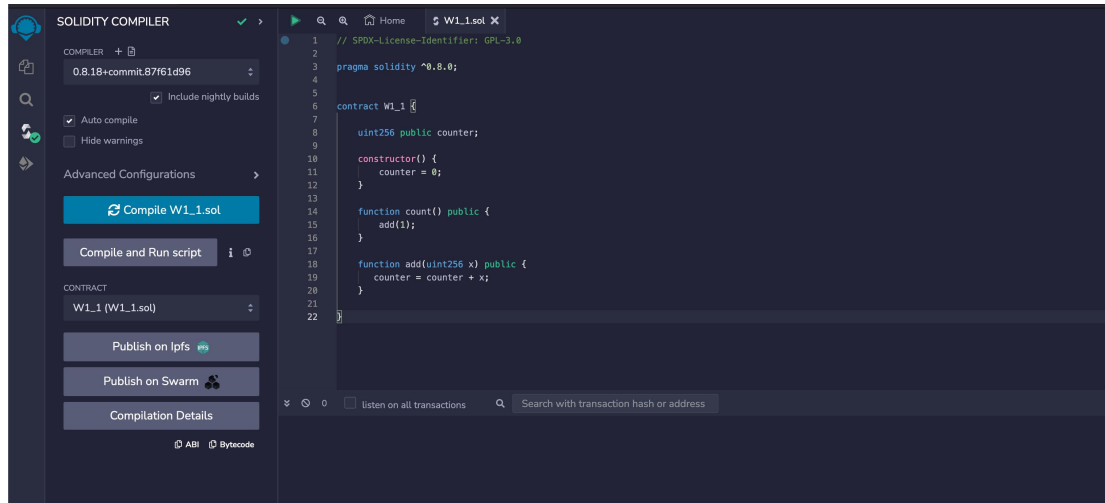 SOLIDITY COMPILER
COMPILER +
0.8.18+commit.87f61d96
Include nightly builds
Auto compile
Hide warnings
Advanced Configurations
Compile W1_1.sol
Compile and Run script i
CONTRACT
W1_1 (W1_1.sol)
Publish on Ipfs IPFS
Publish on Swarm
Compilation Details
ABI Bytecode
Home W1_1.sol
1 // SPDX-License-Identifier: GPL-3.0
2
3 pragma solidity ^0.8.0;
4
5
6 contract W1_1 {
7
8 uint256 public counter;
9
10 constructor() {
11 counter = 0;
12 }
13
14 function count() public {
15 add(1);
16 }
17
18 function add(uint256 x) public {
19 counter = counter + x;
20 }
21
22 }
0 listen on all transactions Search with transaction hash or address